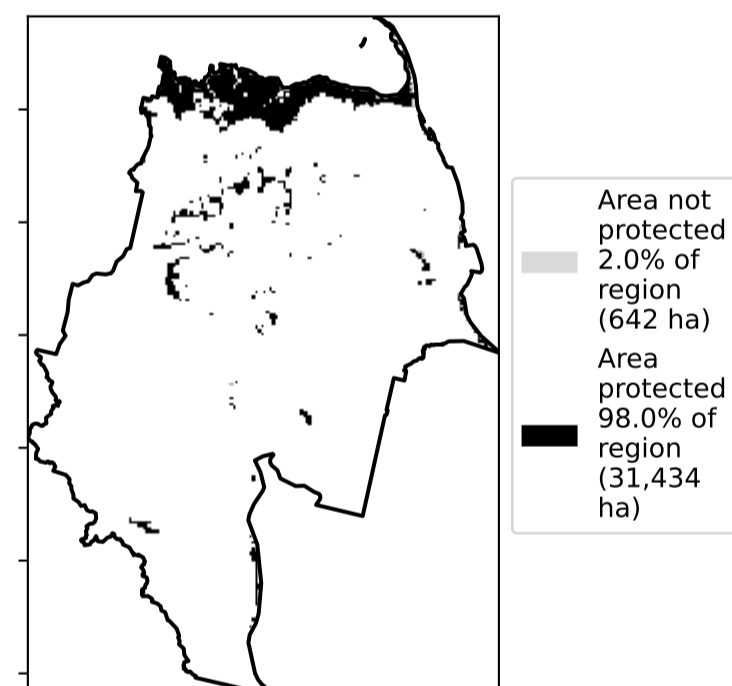 Area not
protected
2.0% of
region
(642 ha)
Area
protected
98.0% of
region
(31,434
ha)